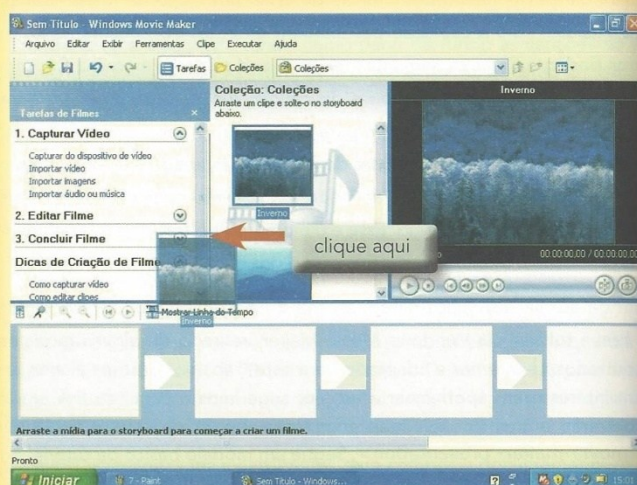 Sem Título - Windows Movie Maker
Arquivo Editar Exibir Ferramentas Clipe Executar Ajuda
Tarefas Coleções Coleções
Tarefas de Filmes
1. Capturar Vídeo
Capturar do dispositivo de vídeo
Importar vídeo
Importar imagens
Importar áudio ou música
2. Editar Filme
3. Concluir Filme
Dicas de Criação de Filme
Como capturar vídeo
Como editar clipes
Coleção: Coleções
Arraste um clipe e solte-o no storyboard
abaixo.
Inverno
clique aqui
Inverno
00:00:00,00 / 00:00:00,00
Mostrar Linha do Tempo
Inverno
Arraste a mídia para o storyboard para começar a criar um filme.
Pronto
Iniciar
7 - Paint
Sem Título - Windows...
15:01